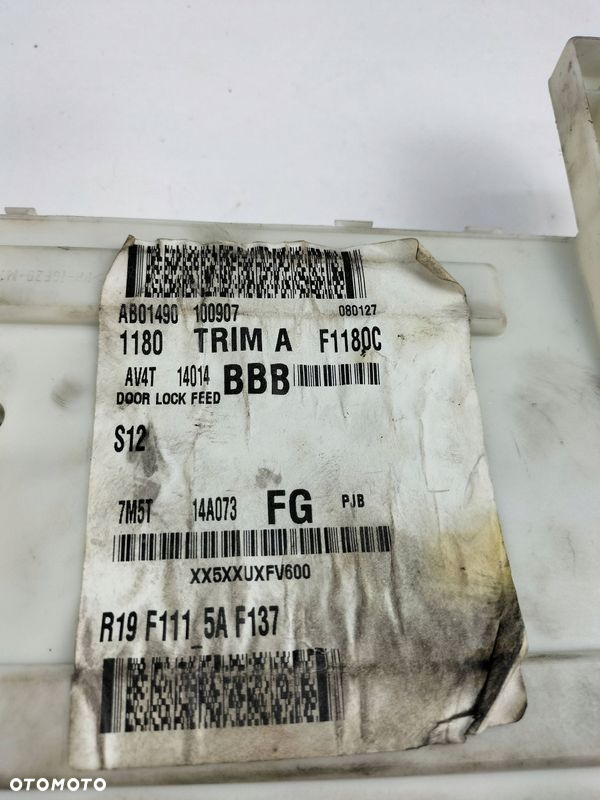 AB01490 100907 080127
1180 TRIM A F1180C
AV4T 14014 BBB
DOOR LOCK FEED
S12
7M5T 14A073 FG PJB
XX5XXUXFV600
R19 F111_5A F137
OTOMOTO